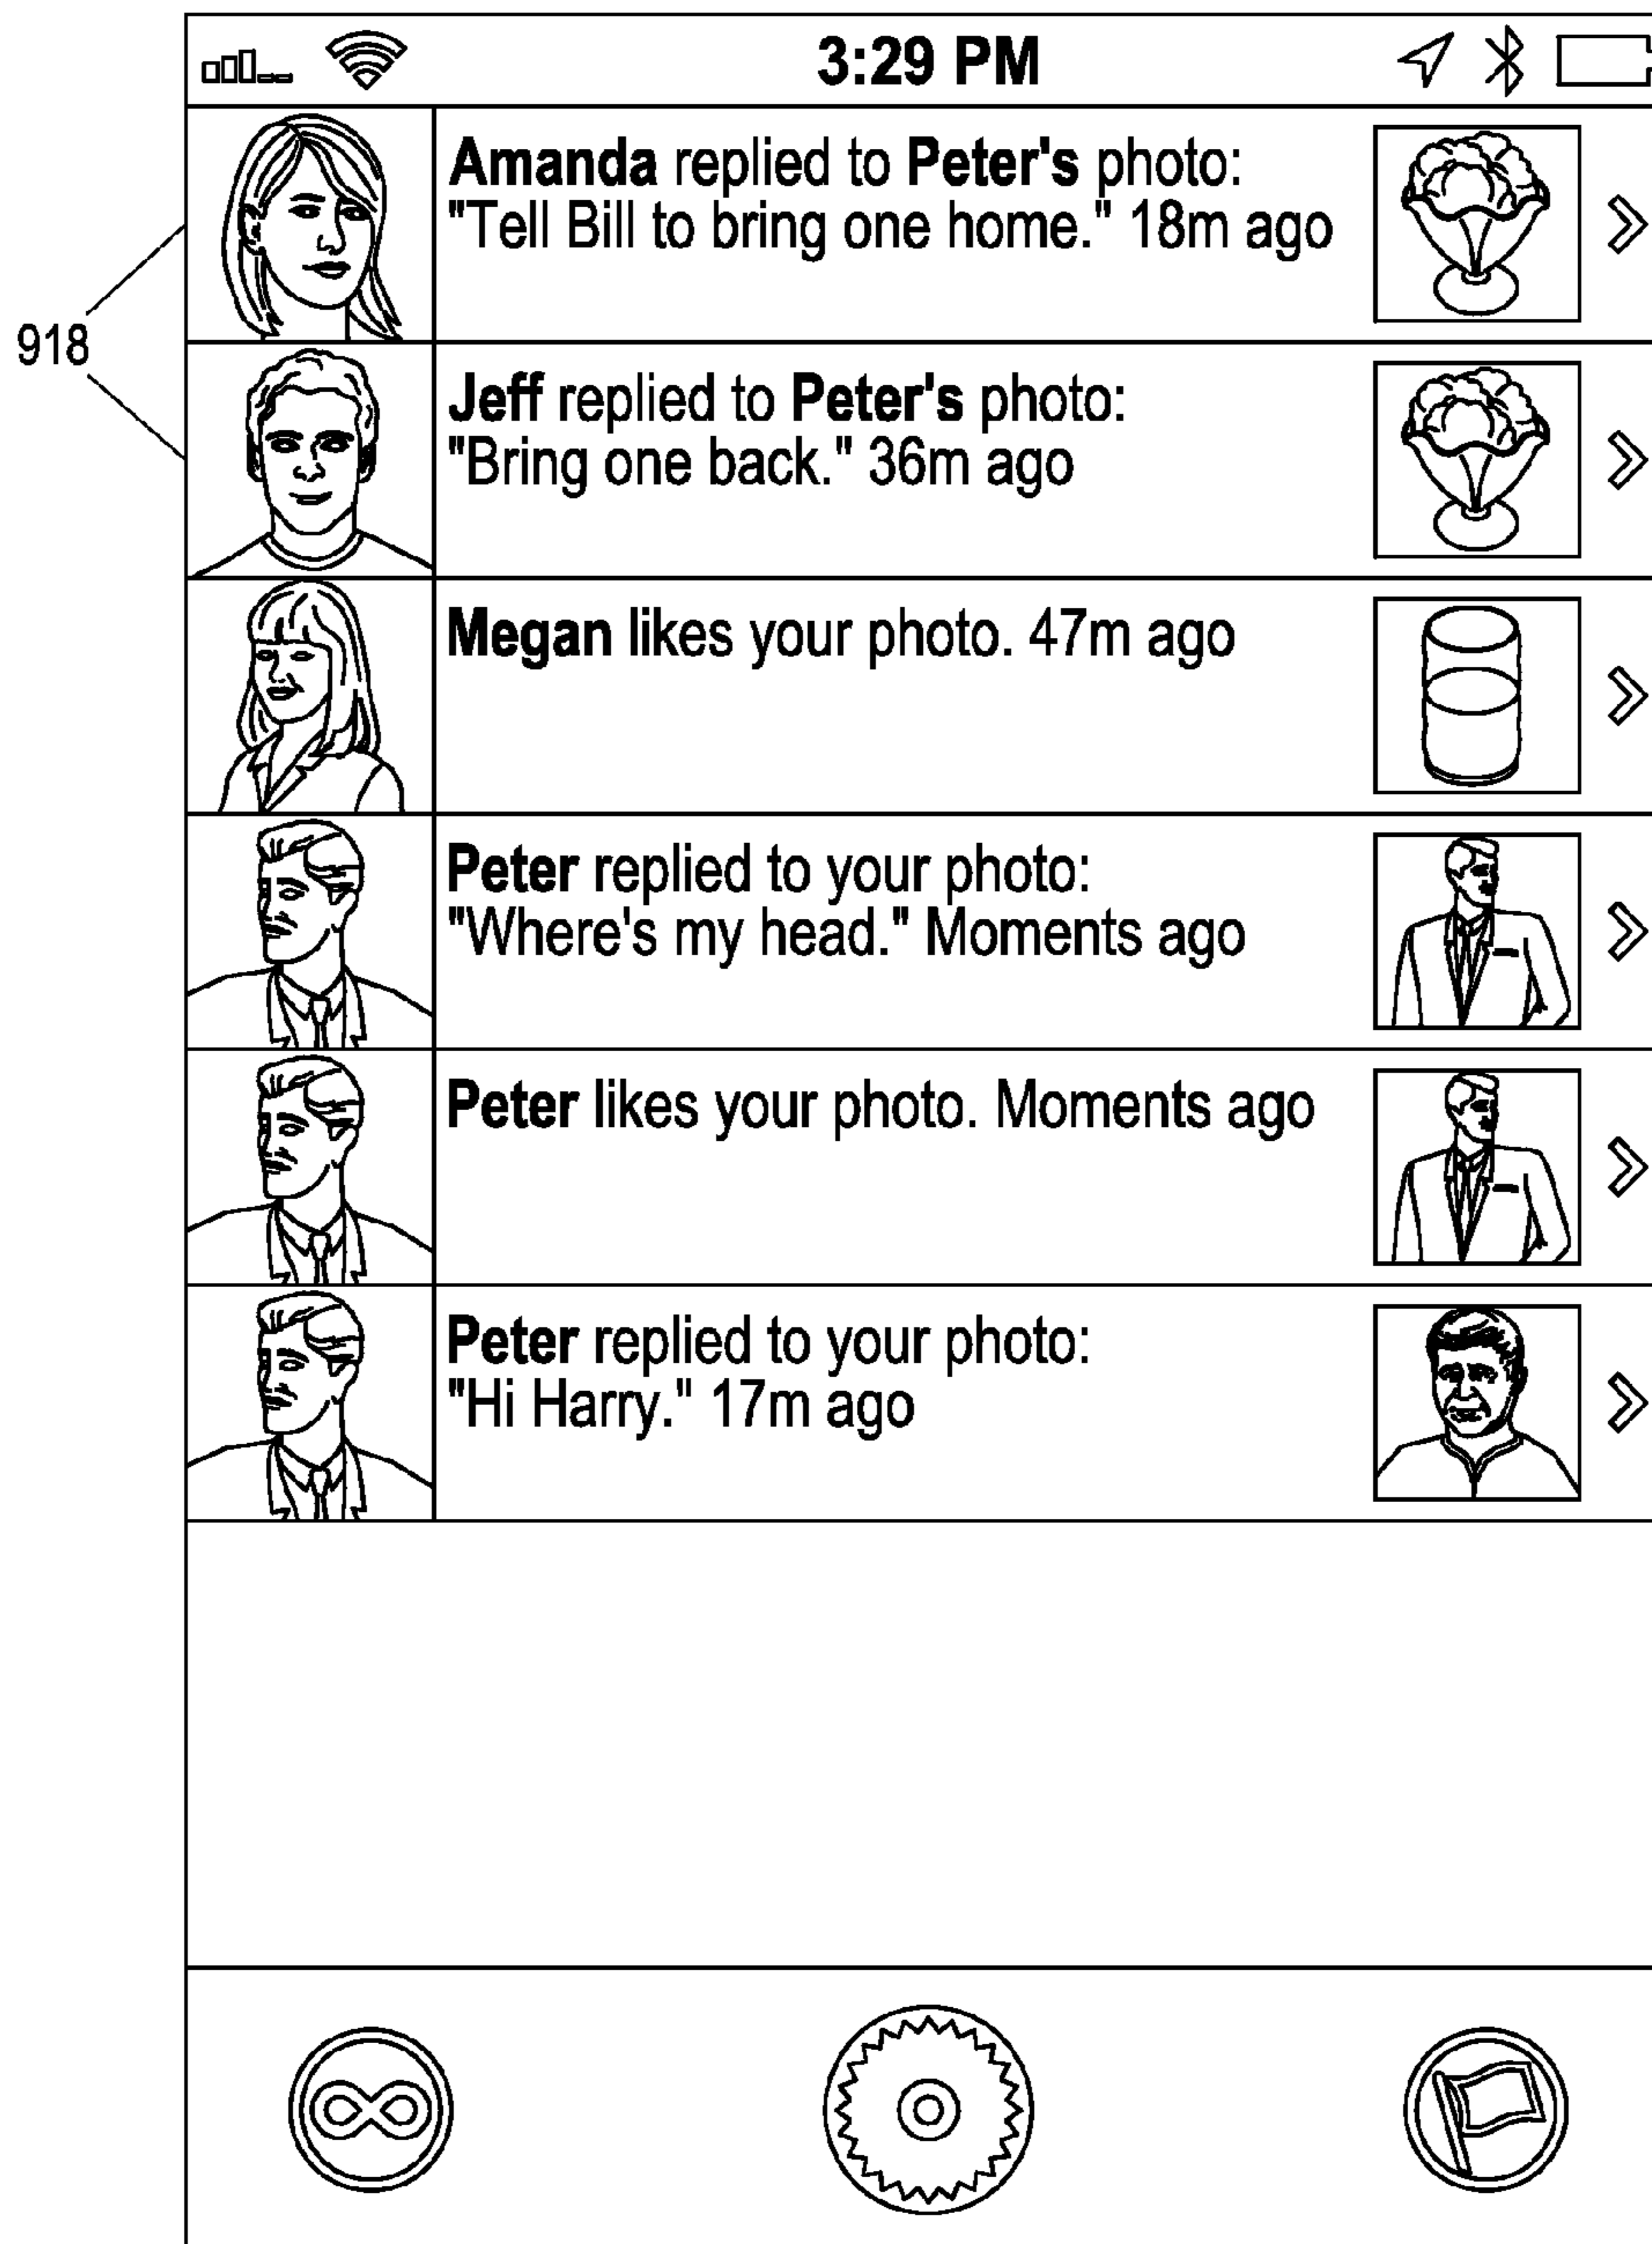 3:29 PM
Amanda replied to Peter's photo:
"Tell Bill to bring one home." 18m ago
918
Jeff replied to Peter's photo:
"Bring one back." 36m ago
Megan likes your photo. 47m ago
Peter replied to your photo:
"Where's my head." Moments ago
Peter likes your photo. Moments ago
Peter replied to your photo:
"Hi Harry." 17m ago